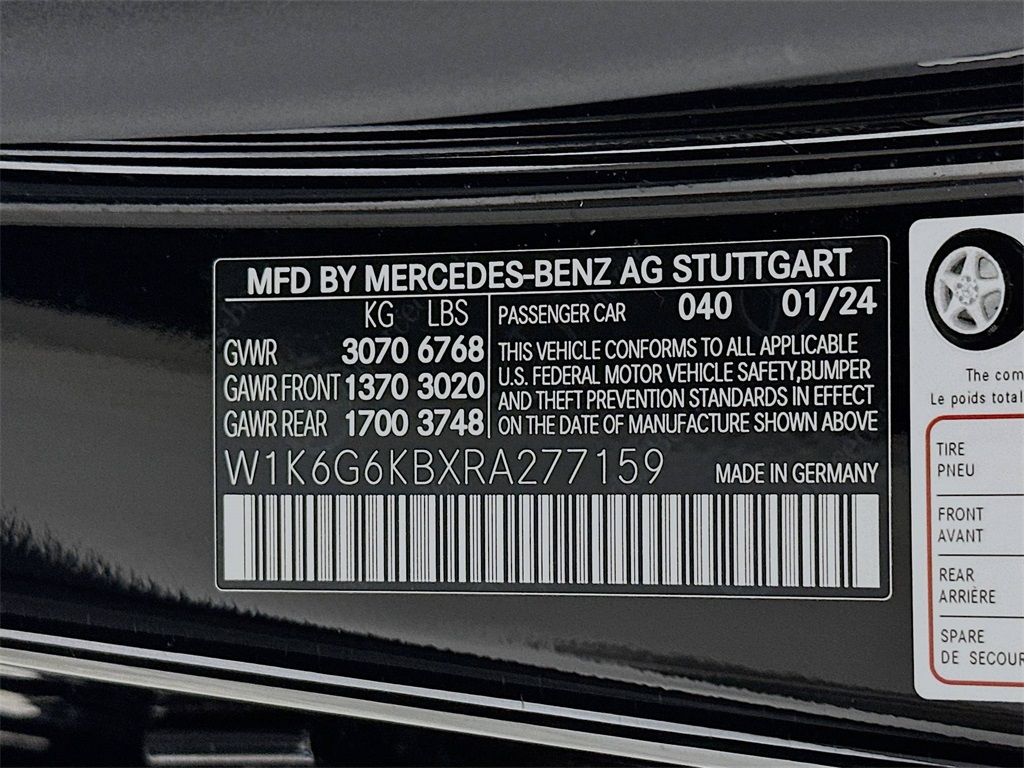 MFD BY MERCEDES-BENZ AG STUTTGART
KG LBS
GVWR 3070 6768
GAWR FRONT 1370 3020
GAWR REAR 1700 3748
PASSENGER CAR 040 01/24
THIS VEHICLE CONFORMS TO ALL APPLICABLE
U.S. FEDERAL MOTOR VEHICLE SAFETY,BUMPER
AND THEFT PREVENTION STANDARDS IN EFFECT
ON THE DATE OF MANUFACTURE SHOWN ABOVE
W1K6G6KBXRA277159 MADE IN GERMANY
The com
Le poids total
TIRE
PNEU
FRONT
AVANT
REAR
ARRIÈRE
SPARE
DE SECOUR